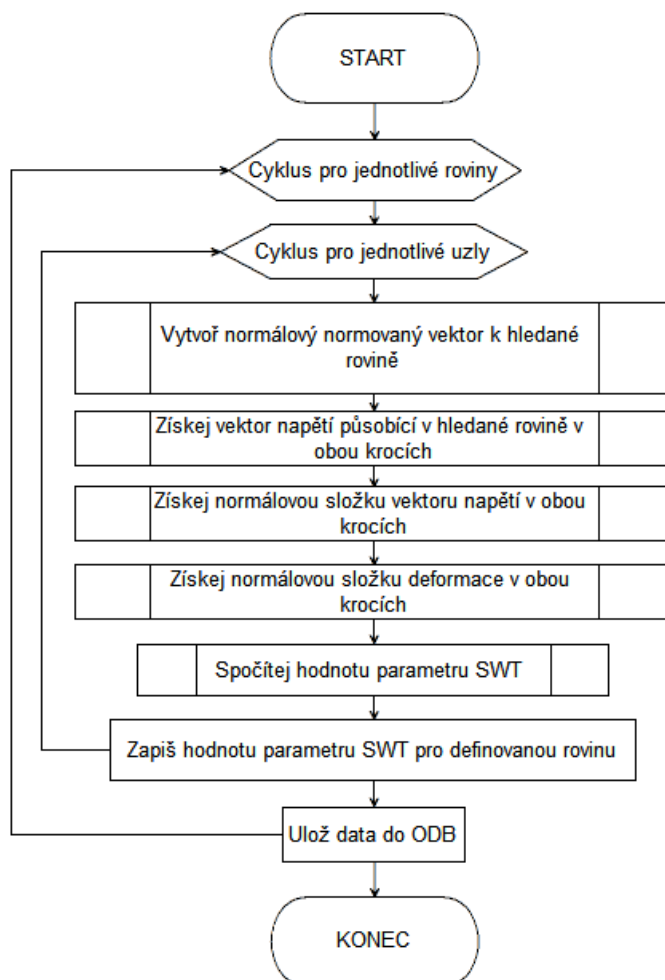 START
Cyklus pro jednotlivé roviny
Cyklus pro jednotlivé uzly
Vytvoř normálový normovaný vektor k hledané
rovině
Získej vektor napětí působící v hledané rovině v
obou krocích
Získej normálovou složku vektoru napětí v obou
krocích
Získej normálovou složku deformace v obou
krocích
Spočítej hodnotu parametru SWT
Zapiš hodnotu parametru SWT pro definovanou rovinu
Ulož data do ODB
KONEC